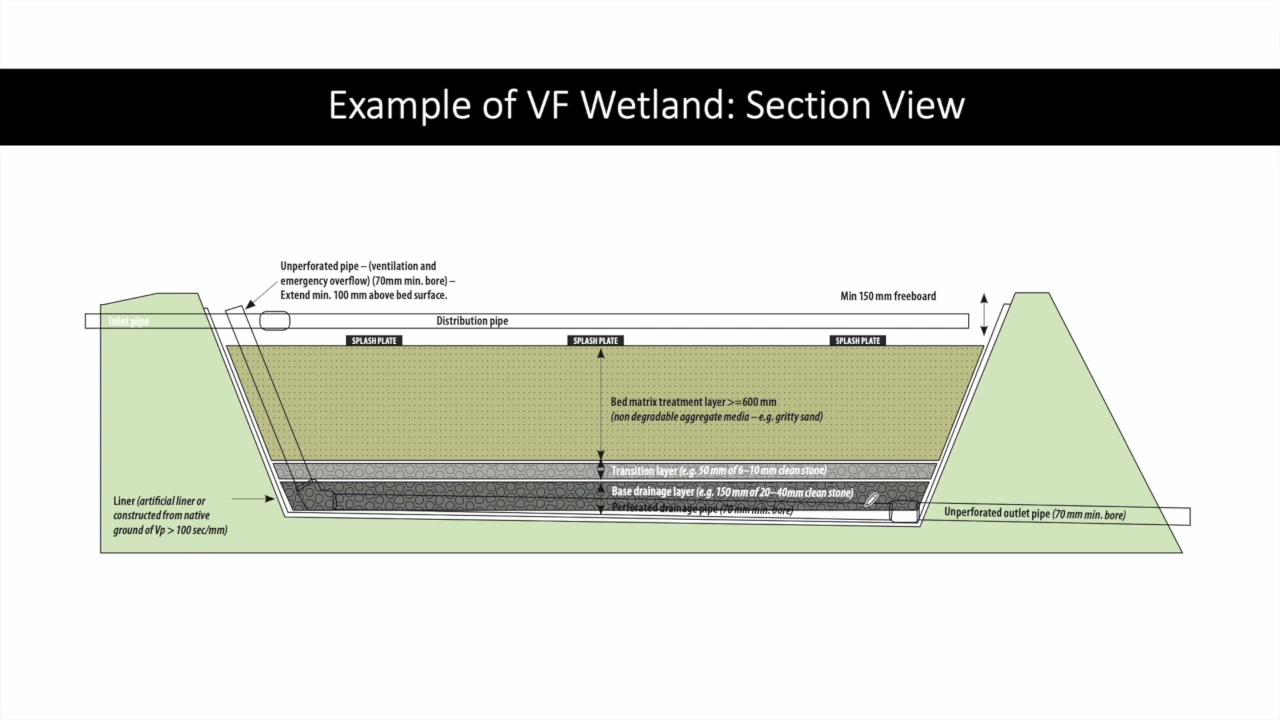 Example of VF Wetland: Section View
Unperforated pipe – (ventilation and
emergency overflow) (70mm min. bore) –
Extend min. 100 mm above bed surface.
Min 150 mm freeboard
Inlet pipe
Distribution pipe
SPLASH PLATE
SPLASH PLATE
SPLASH PLATE
Bed matrix treatment layer >=600 mm
(non degradable aggregate media – e.g. gritty sand)
Transition layer (e.g. 50 mm of 6–10 mm clean stone)
Base drainage layer (e.g. 150 mm of 20–40mm clean stone)
Perforated drainage pipe (70 mm min. bore)
Liner (artificial liner or
constructed from native
ground of Vp > 100 sec/mm)
Unperforated outlet pipe (70 mm min. bore)